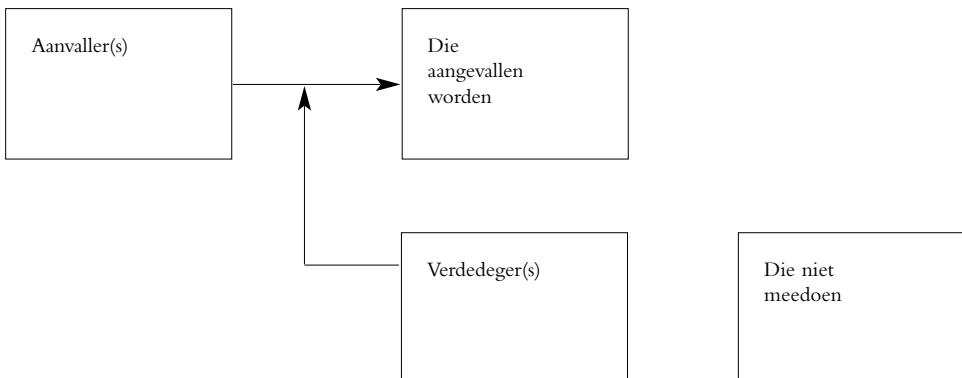 Aanvaller(s)
Die
aangevallen
worden
Verdedeger(s)
Die niet
meedoen